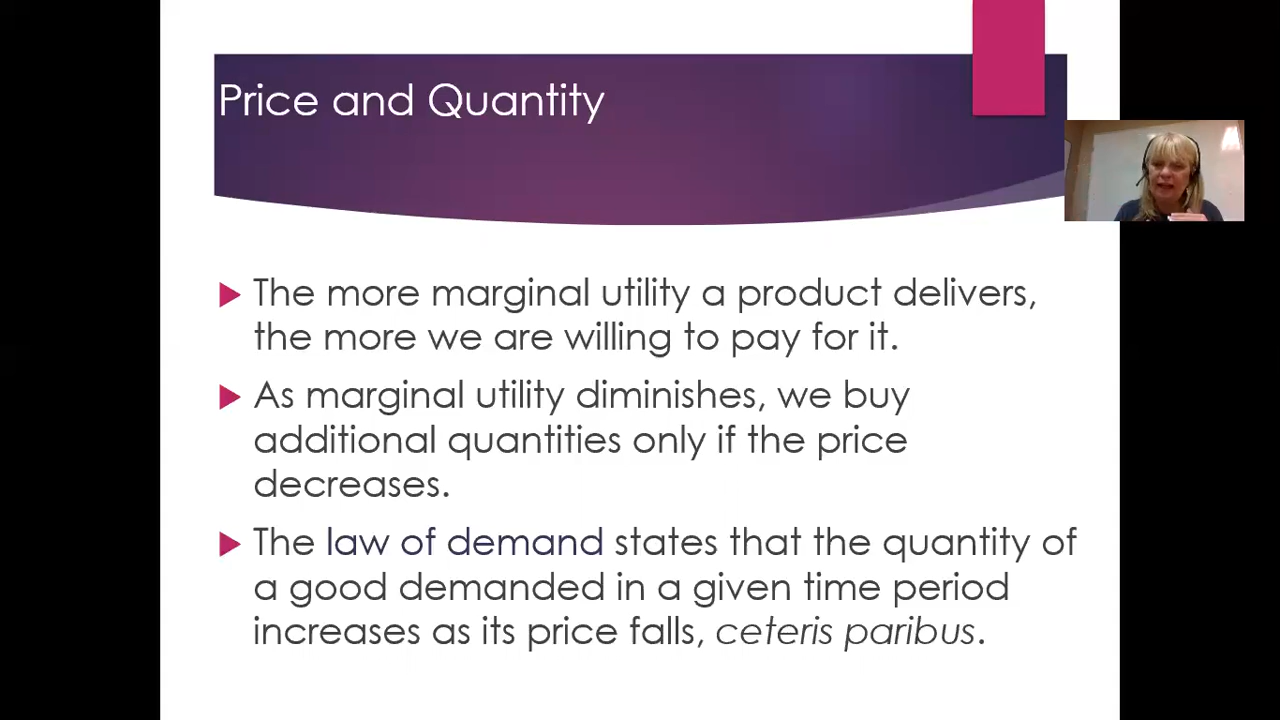 Price and Quantity
The more marginal utility a product delivers,
the more we are willing to pay for it.
As marginal utility diminishes, we buy
additional quantities only if the price
decreases.
The law of demand states that the quantity of
a good demanded in a given time period
increases as its price falls, ceteris paribus.